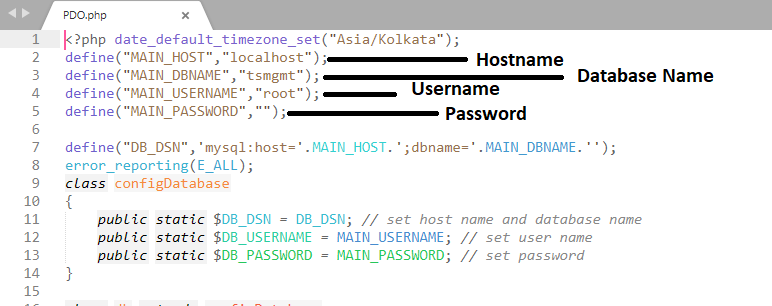 PDO.php
1 <?php date_default_timezone_set("Asia/Kolkata");
2 define("MAIN_HOST","localhost"); Hostname
3 define("MAIN_DBNAME","tsmgmt"); Database Name
4 define("MAIN_USERNAME","root"); Username
5 define("MAIN_PASSWORD",""); Password
6
7 define("DB_DSN",'mysql:host='.MAIN_HOST.';dbname='.MAIN_DBNAME.'');
8 error_reporting(E_ALL);
9 class configDatabase
10 {
11 public static $DB_DSN = DB_DSN; // set host name and database name
12 public static $DB_USERNAME = MAIN_USERNAME; // set user name
13 public static $DB_PASSWORD = MAIN_PASSWORD; // set password
14 }
15